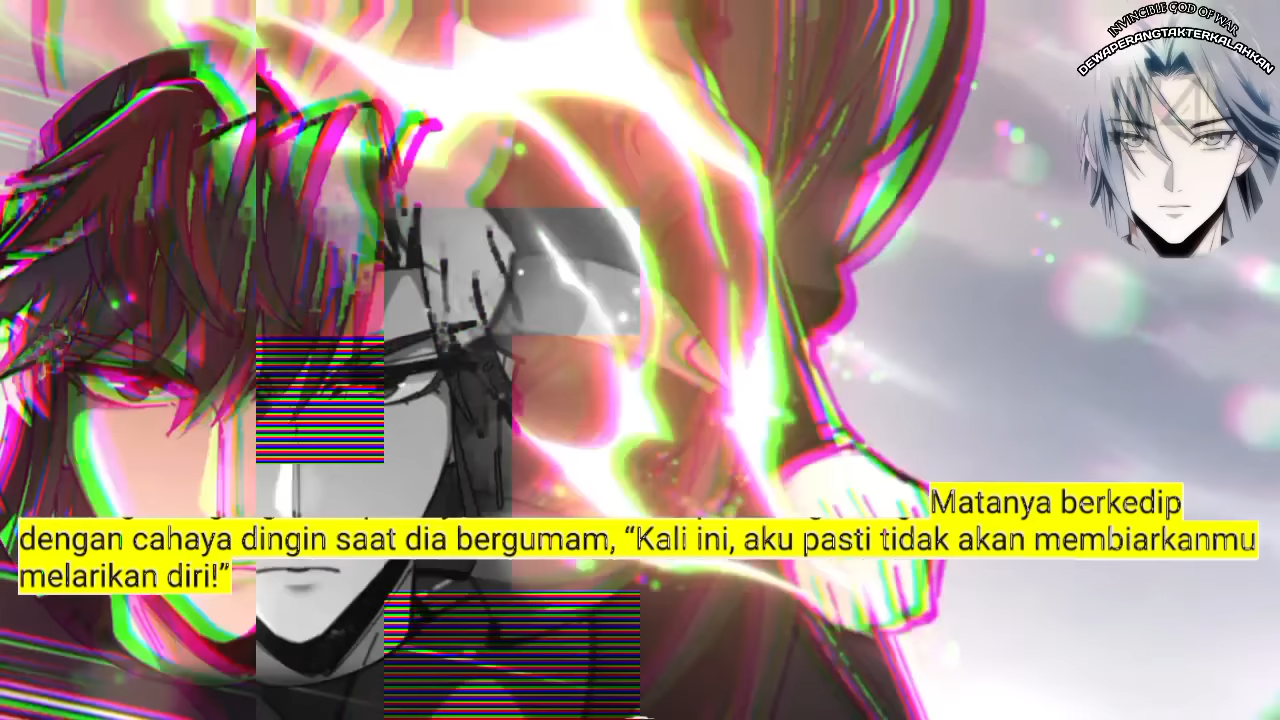 INVINCIBLE GOD OF WAR
DEWAPERANGTAKTERKALAHKAN
Matanya berkedip
dengan cahaya dingin saat dia bergumam, “Kali ini, aku pasti tidak akan membiarkanmu
melarikan diri!”